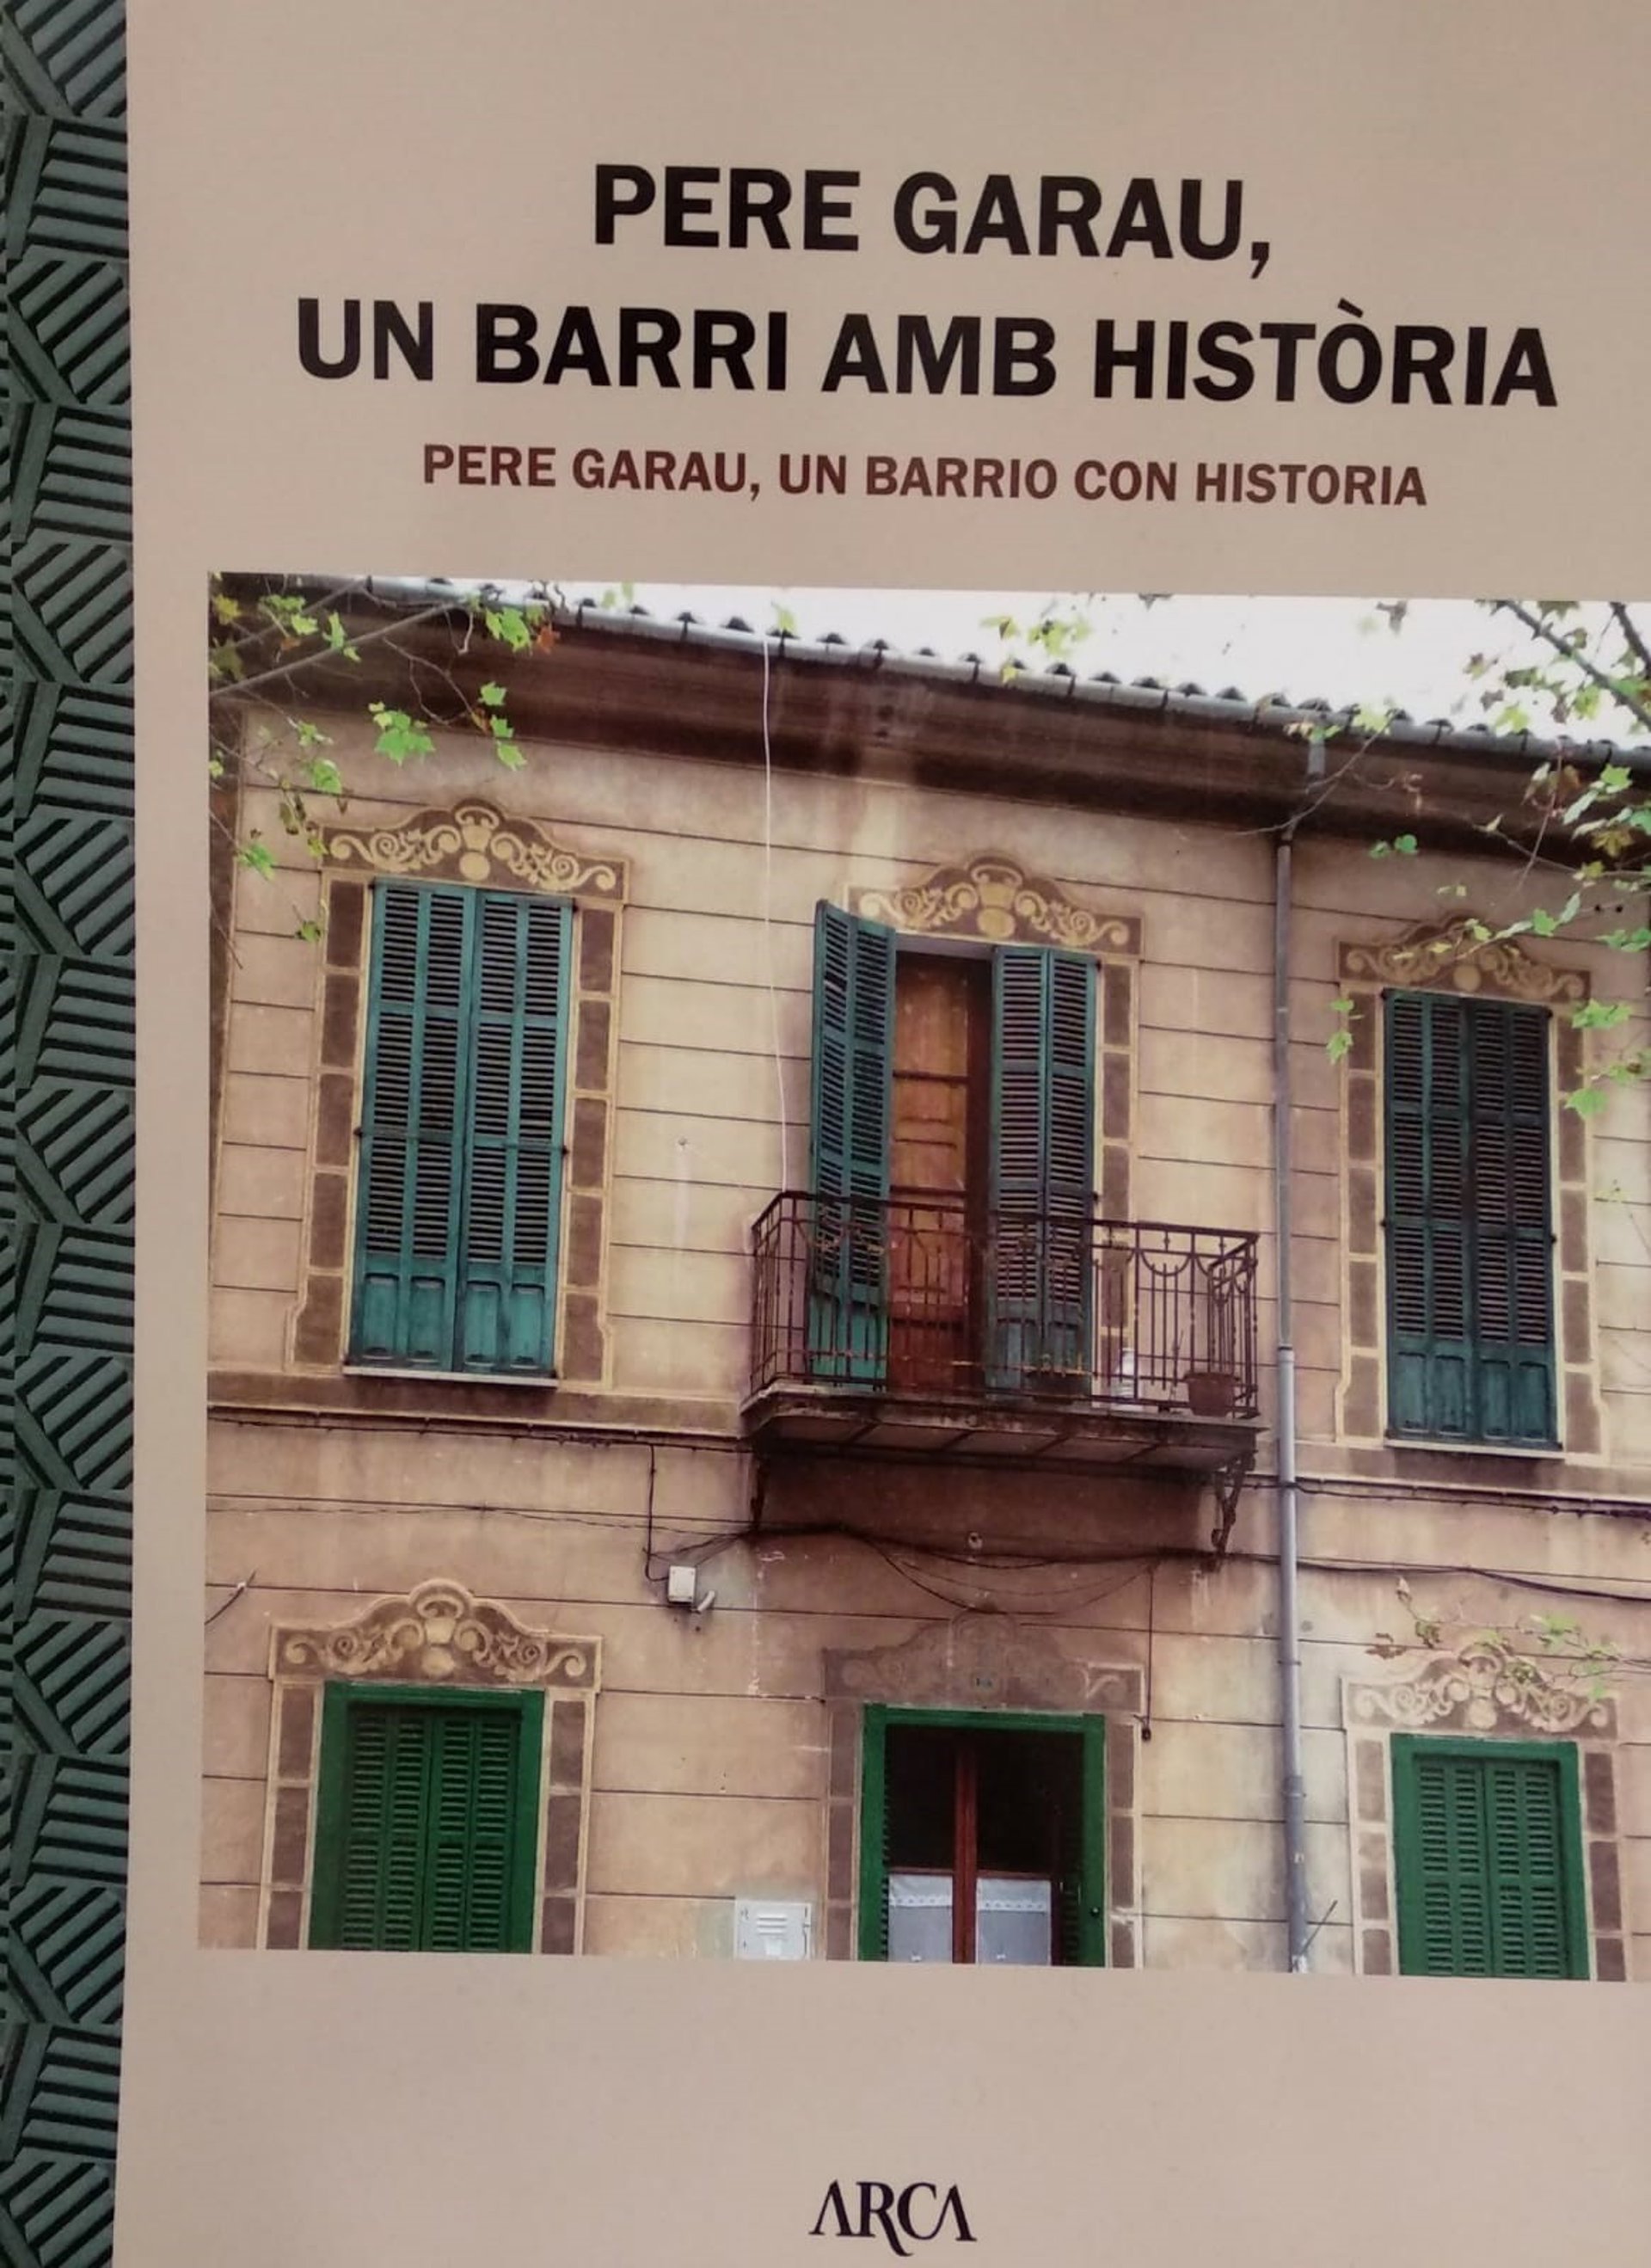 PERE GARAU,
UN BARRI AMB HISTÒRIA
PERE GARAU, UN BARRIO CON HISTORIA
ARCA